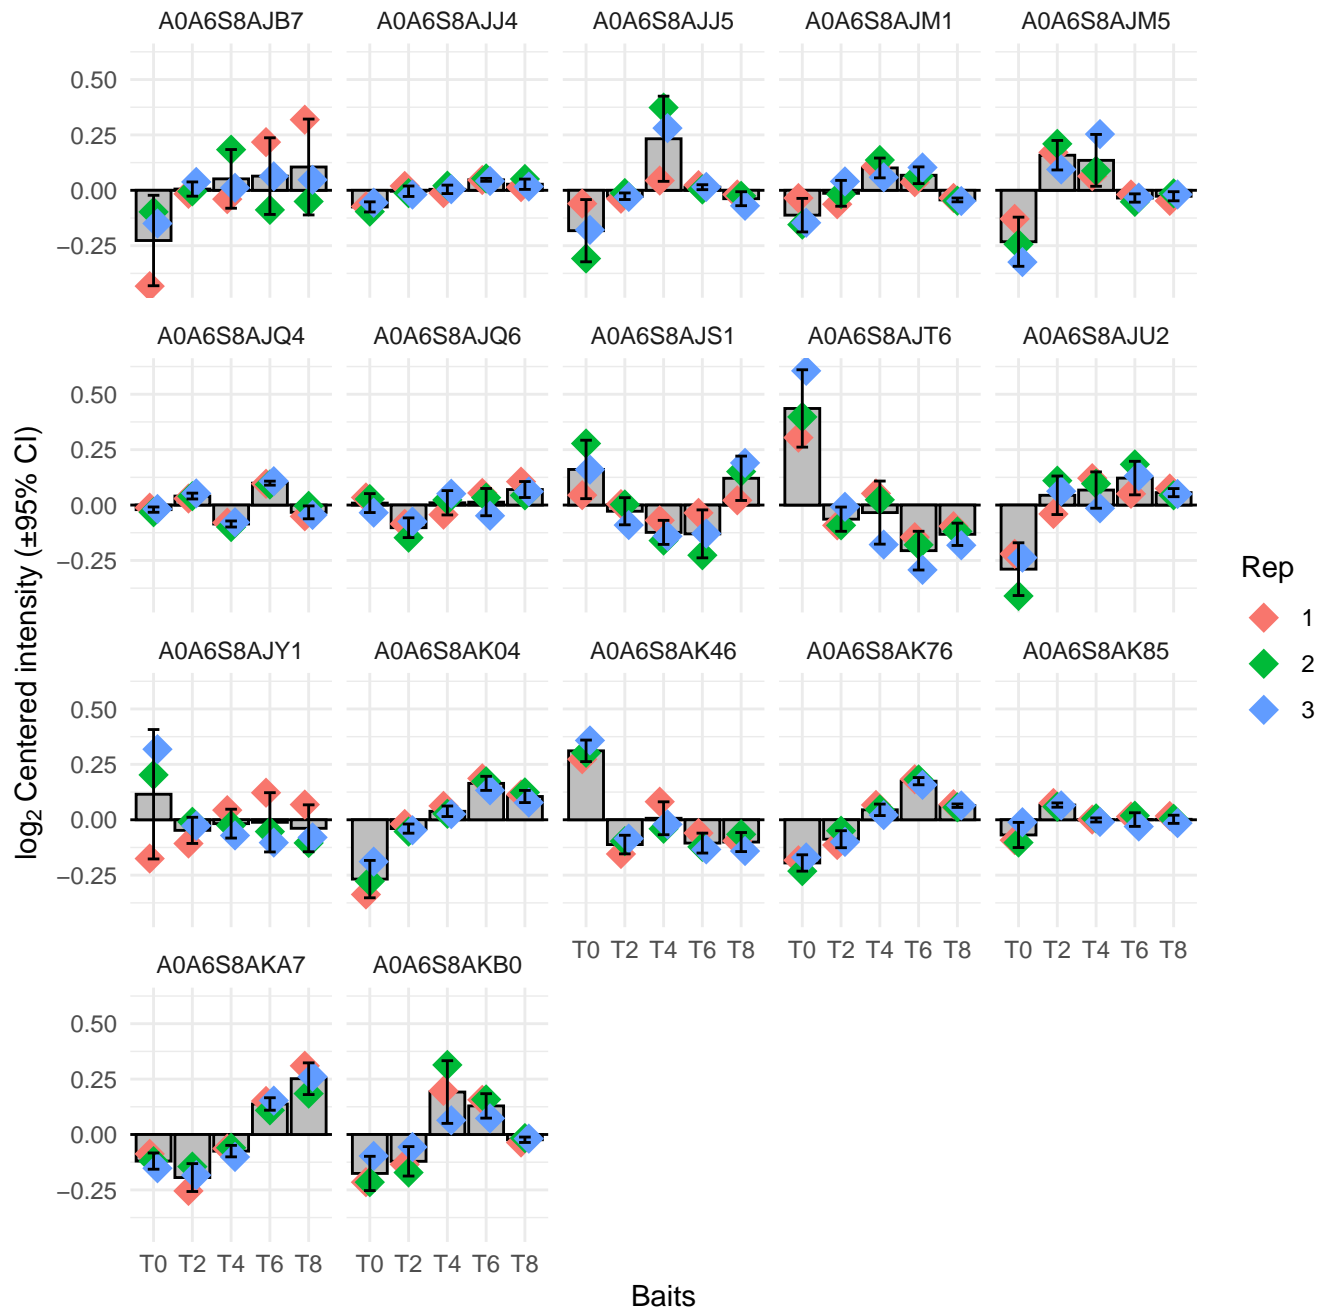 A0A6S8AJB7 A0A6S8AJJ4 A0A6S8AJJ5 A0A6S8AJM1 A0A6S8AJM5
0.50
0.25
0.00
−0.25
A0A6S8AJQ4 A0A6S8AJQ6 A0A6S8AJS1 A0A6S8AJT6 A0A6S8AJU2
0.50
0.25
0.00
−0.25
A0A6S8AJY1 A0A6S8AK04 A0A6S8AK46 A0A6S8AK76 A0A6S8AK85
0.50
0.25
0.00
−0.25
T0 T2 T4 T6 T8 T0 T2 T4 T6 T8 T0 T2 T4 T6 T8
A0A6S8AKA7 A0A6S8AKB0
0.50
0.25
0.00
−0.25
T0 T2 T4 T6 T8 T0 T2 T4 T6 T8
Baits
log2 Centered intensity (±95% CI)
Rep
1
2
3